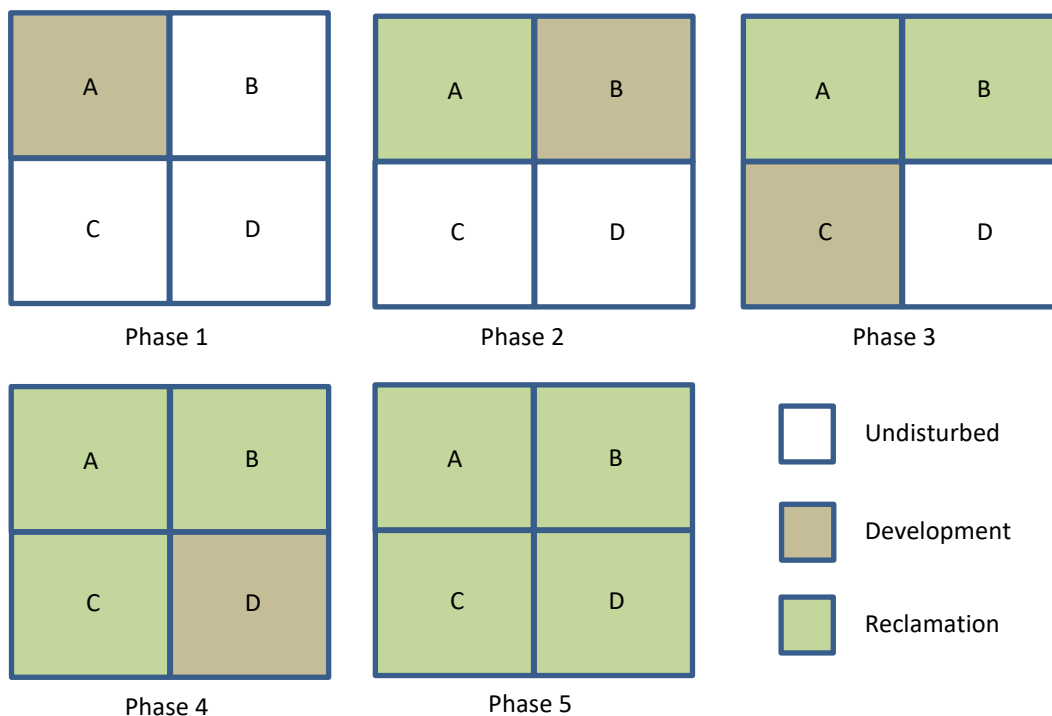 A B
C D
Phase 1
A B
C D
Phase 2
A B
C D
Phase 3
A B
C D
Phase 4
A B
C D
Phase 5
Undisturbed
Development
Reclamation